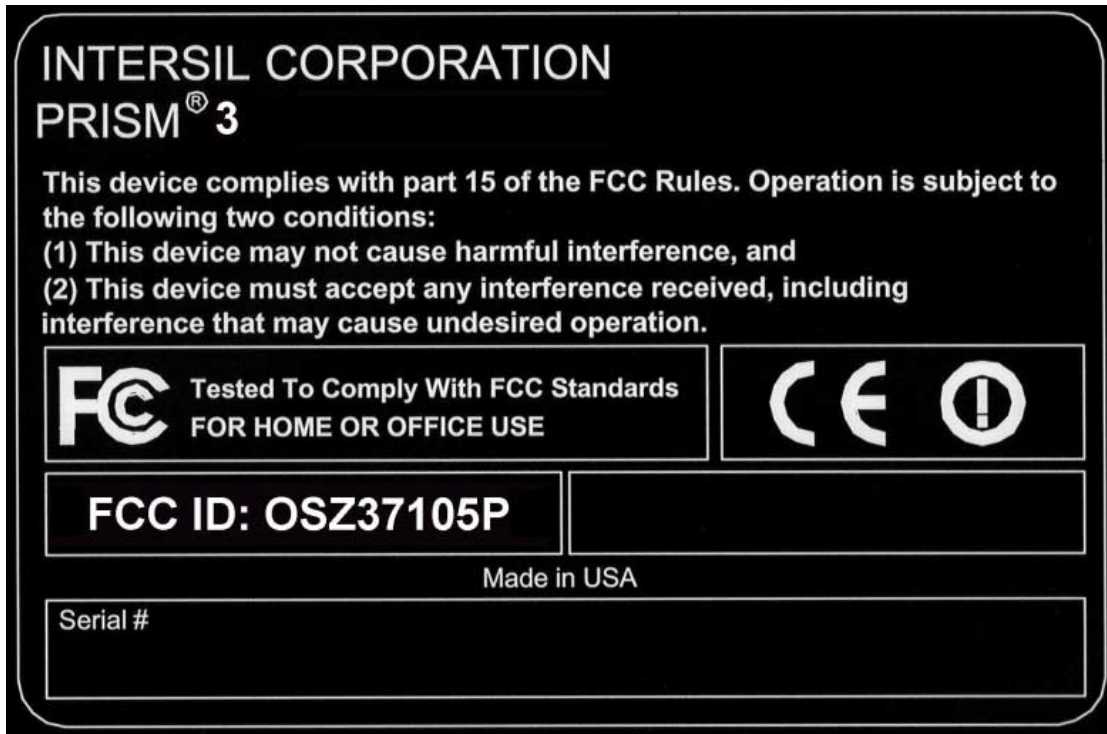 INTERSIL CORPORATION
PRISM® 3
This device complies with part 15 of the FCC Rules. Operation is subject to
the following two conditions:
(1) This device may not cause harmful interference, and
(2) This device must accept any interference received, including
interference that may cause undesired operation.
FC Tested To Comply With FCC Standards
FOR HOME OR OFFICE USE
CE
FCC ID: OSZ37105P
Made in USA
Serial #